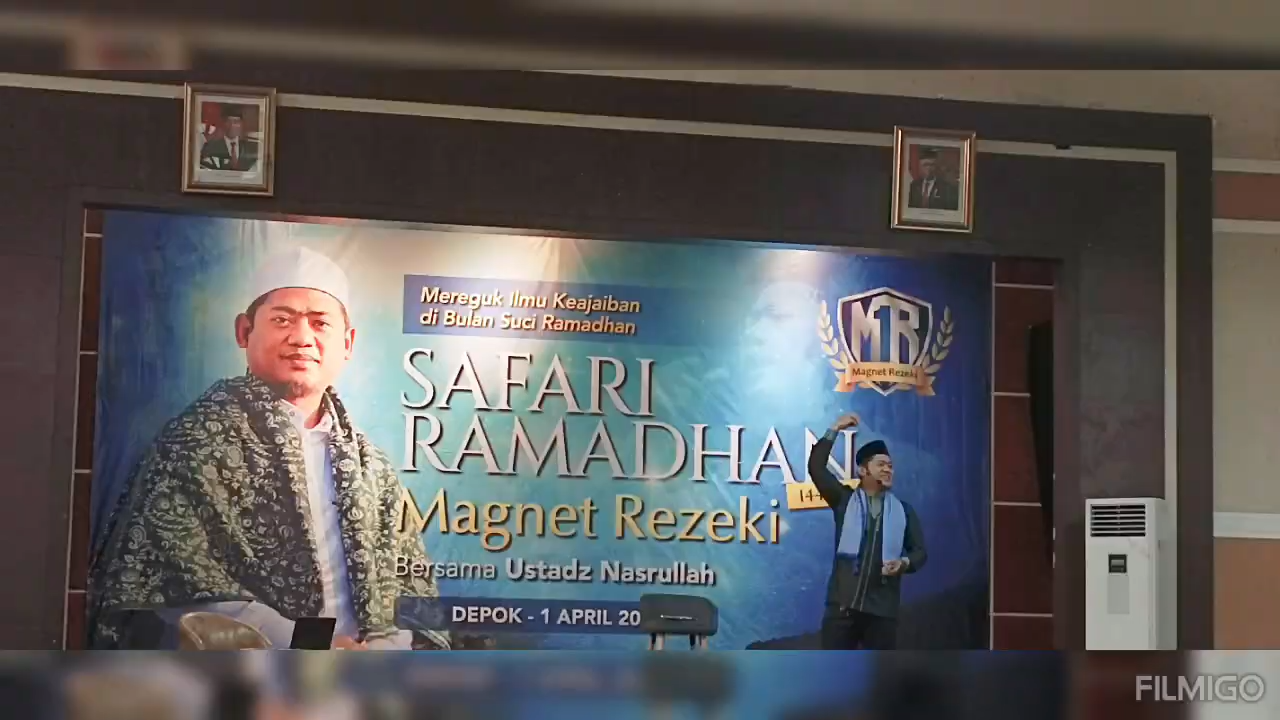 Mereguk Ilmu Keajaiban
di Bulan Suci Ramadhan
SAFARI
RAMADHAN
Magnet Rezeki
Bersama Ustadz Nasrullah
DEPOK - 1 APRIL 20
MR
Magnet Rezeki
FILMIGO